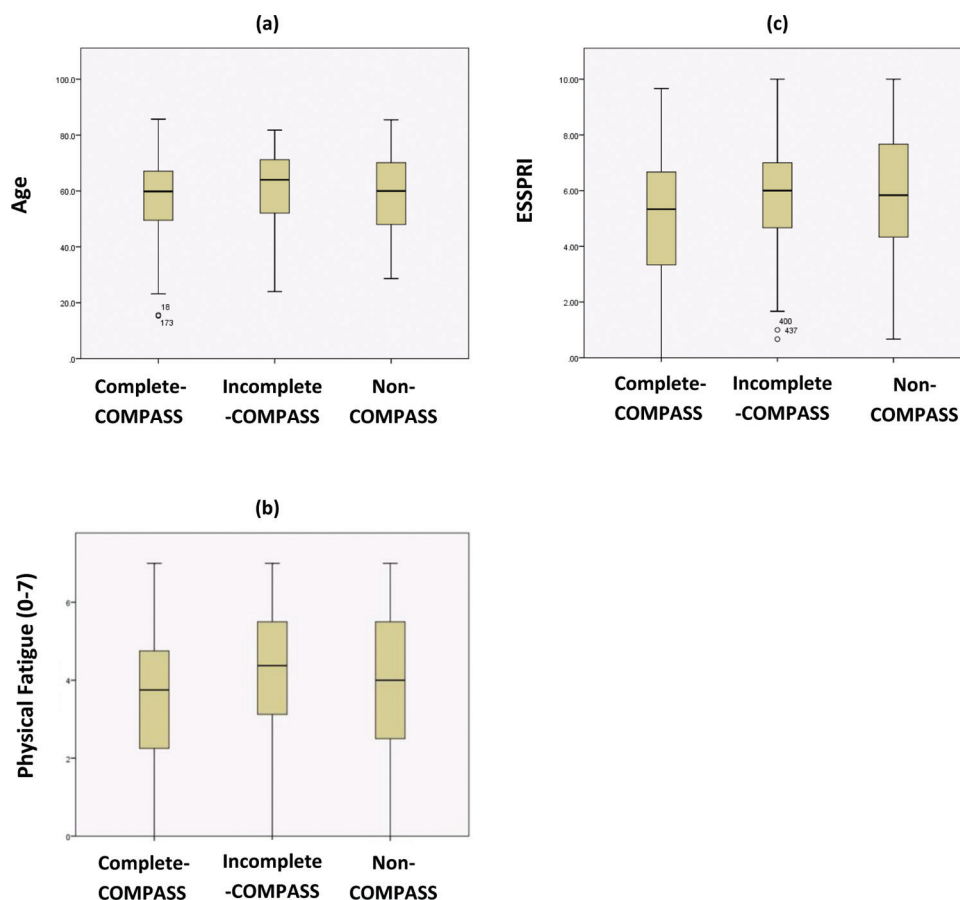 (a)
100.0
80.0
60.0
40.0
20.0
.0
Age
18
173
Complete-
COMPASS
Incomplete
-COMPASS
Non-
COMPASS
(c)
10.00
8.00
6.00
4.00
2.00
.00
ESSPRI
400
437
Complete-
COMPASS
Incomplete
-COMPASS
Non-
COMPASS
(b)
6
4
2
0
Physical Fatigue (0-7)
Complete-
COMPASS
Incomplete
-COMPASS
Non-
COMPASS